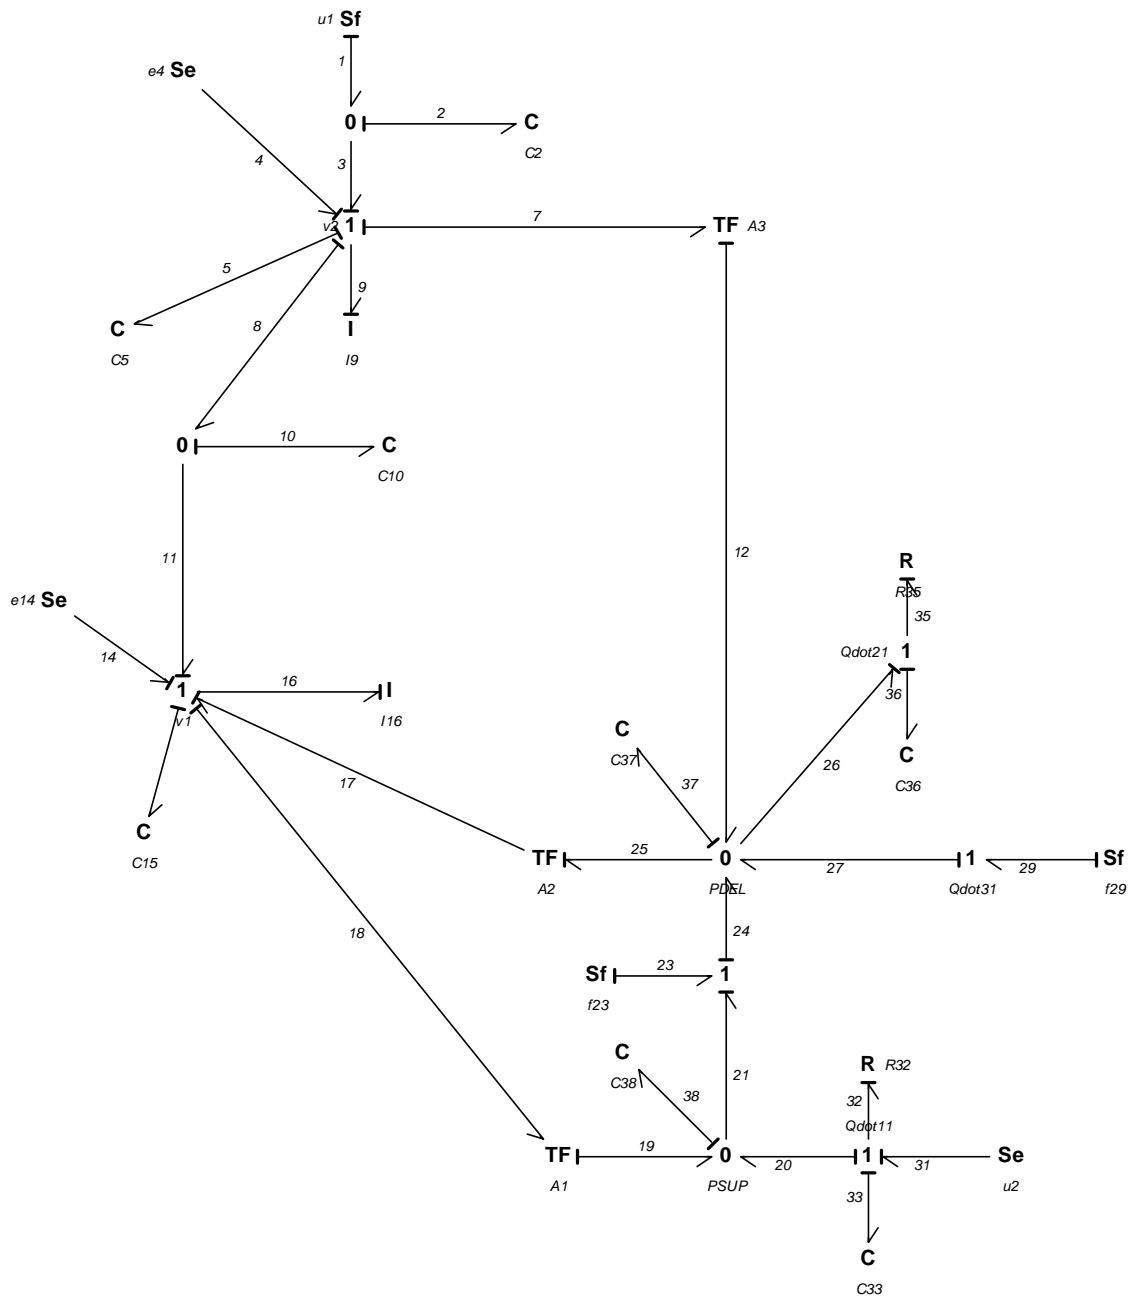 u1 Sf
1
e4 Se
0
2
C
C2
4
3
v2 1
7
TF A3
5
9
8
C
C5
I
I9
0
10
C
C10
11
12
R
R35
35
e14 Se
14
Qdot21 1
36
1
v1
16
I
I16
17
C
C37
37
26
C
C36
C
C15
TF
A2
25
0
PDEL
27
1
Qdot31
29
Sf
f29
18
24
Sf
f23
23
1
C
C38
38
21
R R32
32
Qdot11
TF
A1
19
0
PSUP
20
1
31
Se
u2
33
C
C33